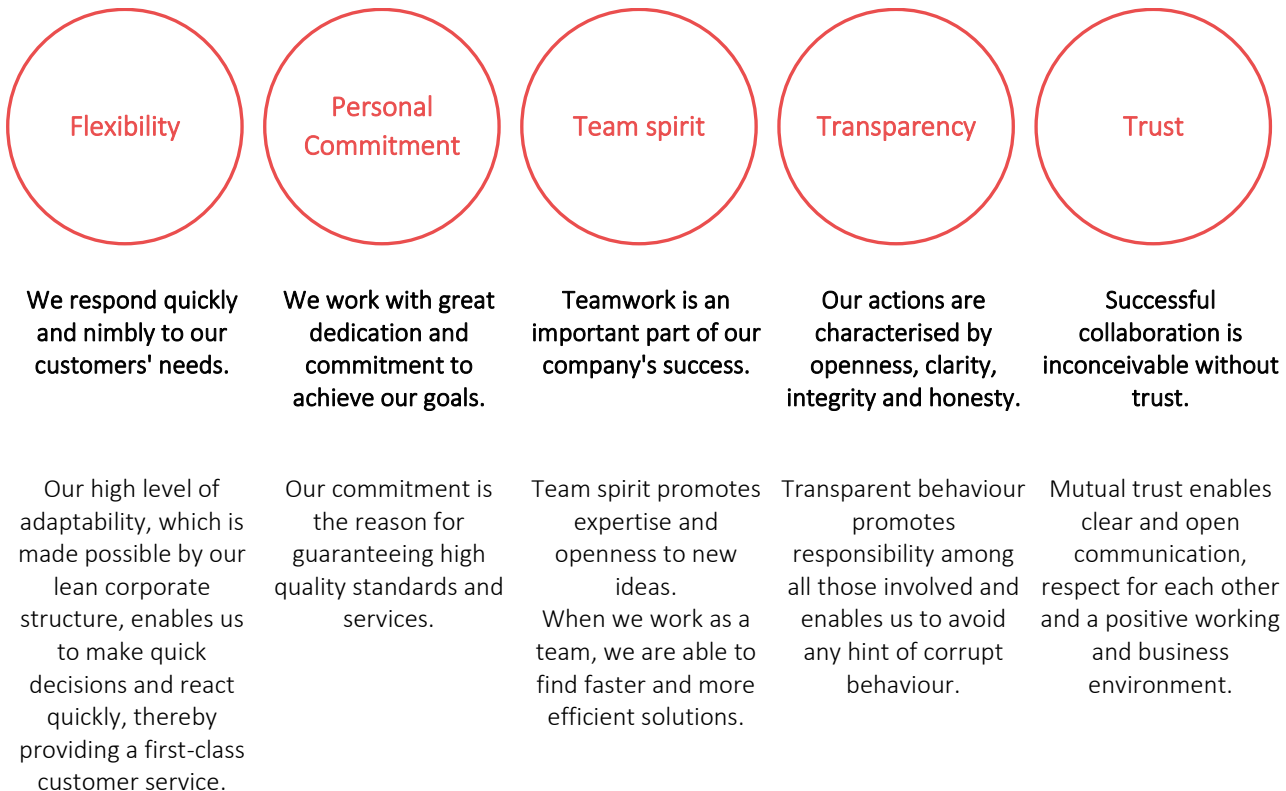 Flexibility
Personal
Commitment
Team spirit
Transparency
Trust
We respond quickly
and nimbly to our
customers' needs.
We work with great
dedication and
commitment to
achieve our goals.
Teamwork is an
important part of our
company's success.
Our actions are
characterised by
openness, clarity,
integrity and honesty.
Successful
collaboration is
inconceivable without
trust.
Our high level of
adaptability, which is
made possible by our
lean corporate
structure, enables us
to make quick
decisions and react
quickly, thereby
providing a first-class
customer service.
Our commitment is
the reason for
guaranteeing high
quality standards and
services.
Team spirit promotes
expertise and
openness to new
ideas.
When we work as a
team, we are able to
find faster and more
efficient solutions.
Transparent behaviour
promotes
responsibility among
all those involved and
enables us to avoid
any hint of corrupt
behaviour.
Mutual trust enables
clear and open
communication,
respect for each other
and a positive working
and business
environment.